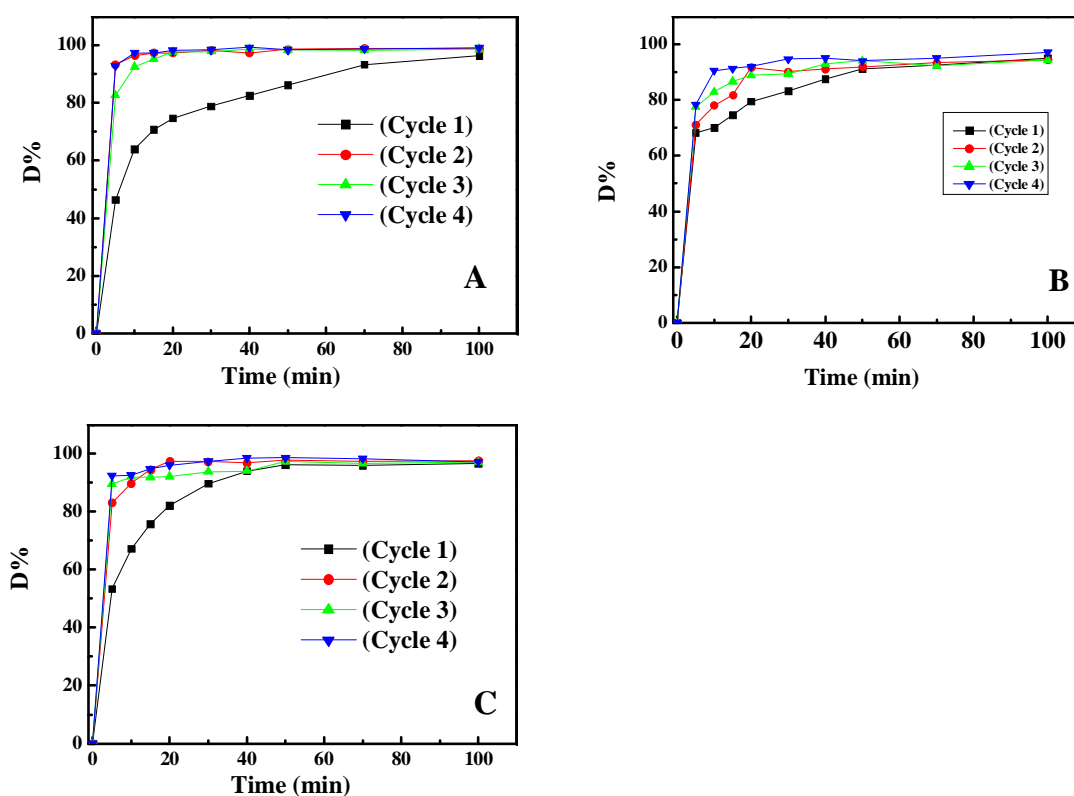 100
80
60
40
20
0
D%
(Cycle 1)
(Cycle 2)
(Cycle 3)
(Cycle 4)
A
0 20 40 60 80 100
Time (min)
100
80
60
40
20
0
D%
(Cycle 1)
(Cycle 2)
(Cycle 3)
(Cycle 4)
B
0 20 40 60 80 100
Time (min)
100
80
60
40
20
0
D%
(Cycle 1)
(Cycle 2)
(Cycle 3)
(Cycle 4)
C
0 20 40 60 80 100
Time (min)